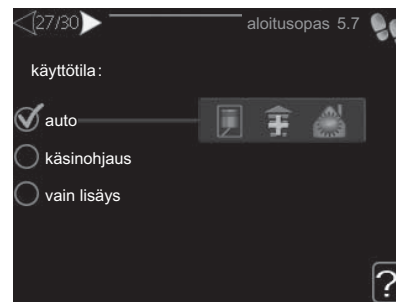 27/30
aloitusopas 5.7
käyttötila:
auto
käsinohjaus
vain lisäys
?